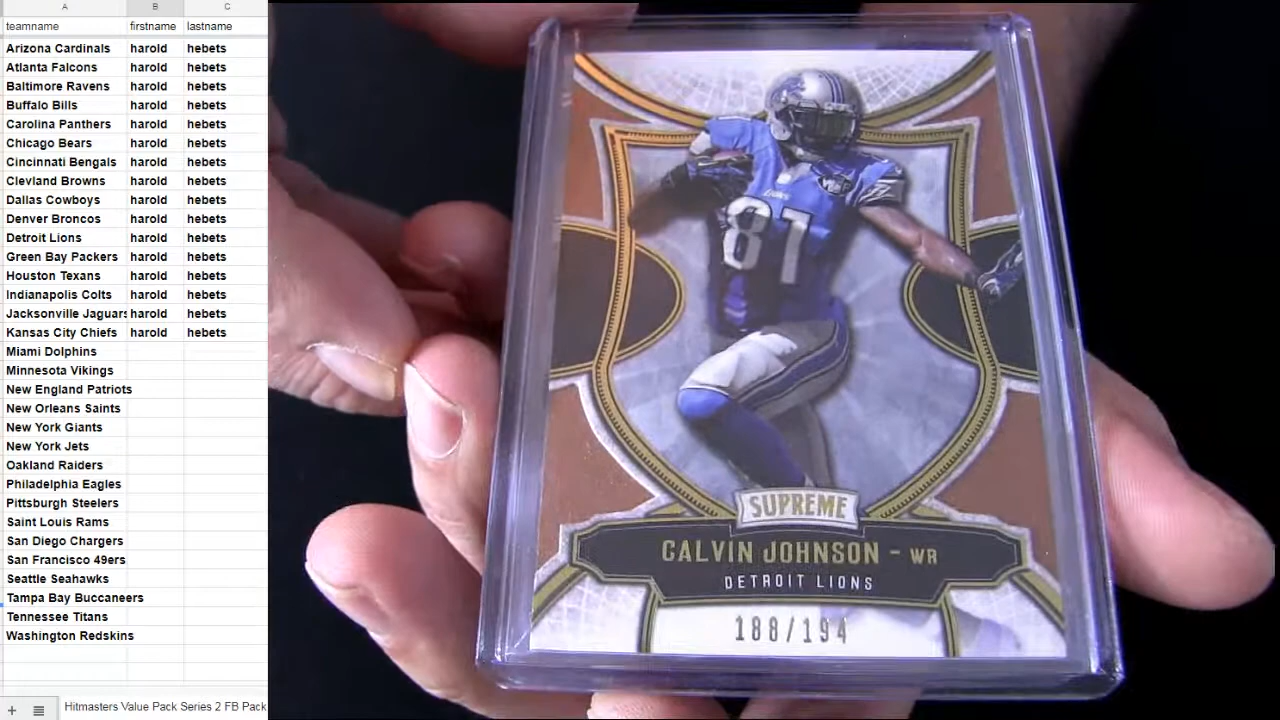 A B C
teamname firstname lastname
Arizona Cardinals harold hebets
Atlanta Falcons harold hebets
Baltimore Ravens harold hebets
Buffalo Bills harold hebets
Carolina Panthers harold hebets
Chicago Bears harold hebets
Cincinnati Bengals harold hebets
Clevland Browns harold hebets
Dallas Cowboys harold hebets
Denver Broncos harold hebets
Detroit Lions harold hebets
Green Bay Packers harold hebets
Houston Texans harold hebets
Indianapolis Colts harold hebets
Jacksonville Jaguars harold hebets
Kansas City Chiefs harold hebets
Miami Dolphins
Minnesota Vikings
New England Patriots
New Orleans Saints
New York Giants
New York Jets
Oakland Raiders
Philadelphia Eagles
Pittsburgh Steelers
Saint Louis Rams
San Diego Chargers
San Francisco 49ers
Seattle Seahawks
Tampa Bay Buccaneers
Tennessee Titans
Washington Redskins
Hitmasters Value Pack Series 2 FB Pack
LIONS
81
SUPREME
CALVIN JOHNSON - WR
DETROIT LIONS
188/194